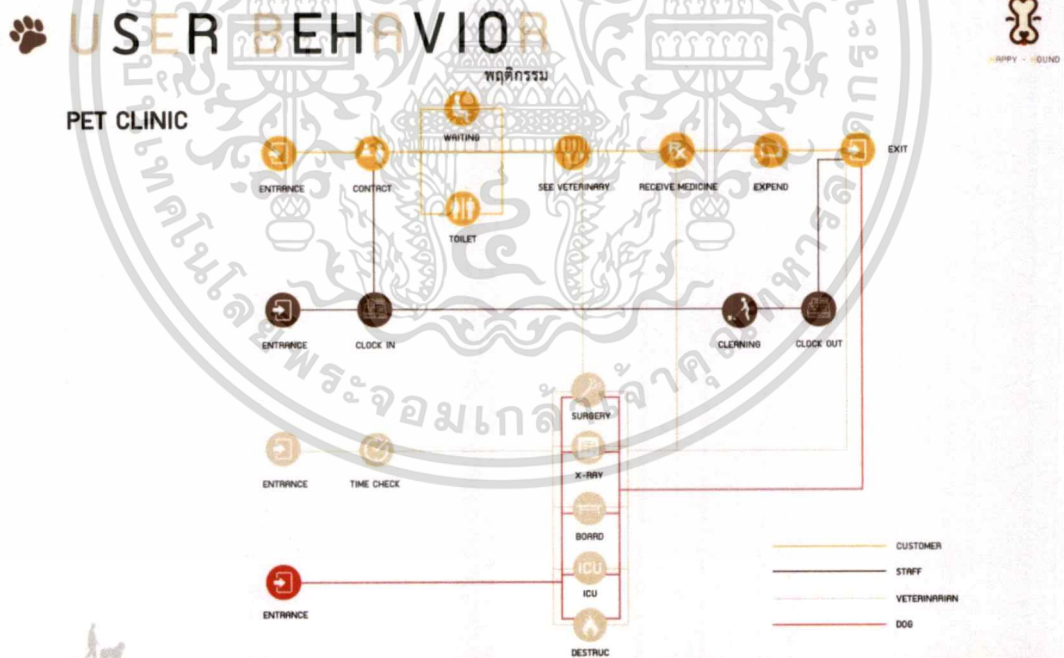 USER BEHAVIOR
พฤติกรรม
HAPPY - HOUND
PET CLINIC
WAITING
ENTRANCE
CONTACT
SEE VETERINARY
RECEIVE MEDICINE
EXPEND
EXIT
TOILET
ENTRANCE
CLOCK IN
CLEANING
CLOCK OUT
SURGERY
ENTRANCE
TIME CHECK
X-RAY
BOARD
ICU
ICU
ENTRANCE
DESTRUC
CUSTOMER
STAFF
VETERINARIAN
DOG